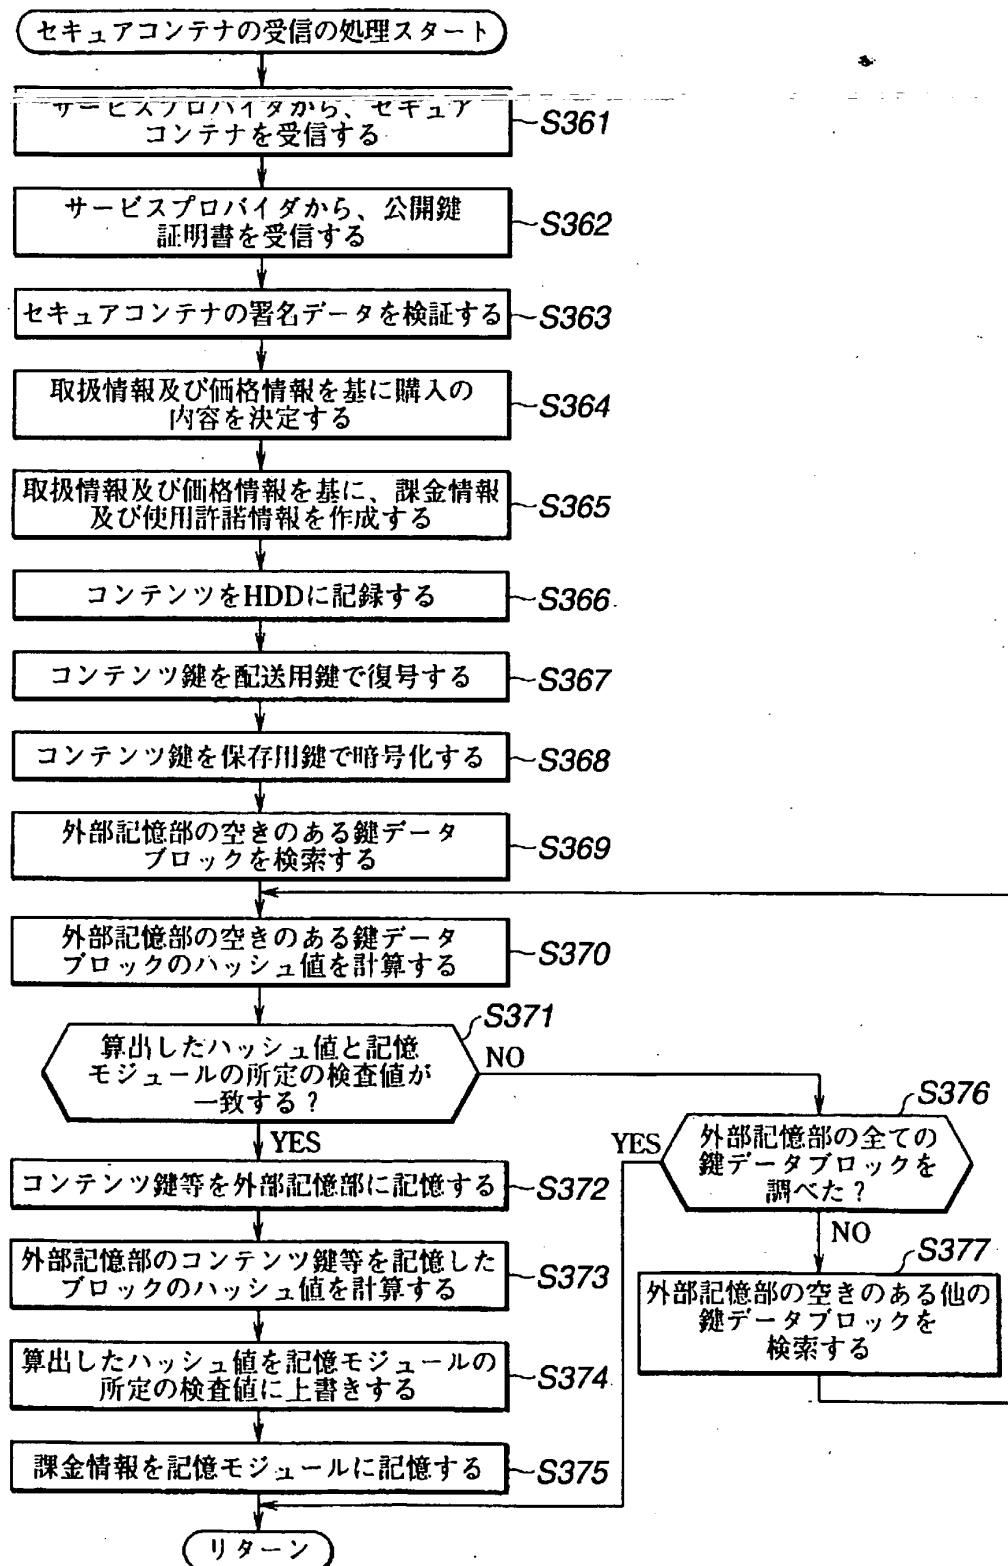 セキュアコンテナの受信の処理スタート
サービスプロバイダから、セキュア
コンテナを受信する
S361
サービスプロバイダから、公開鍵
証明書を受信する
S362
セキュアコンテナの署名データを検証する
S363
取扱情報及び価格情報を基に購入の
内容を決定する
S364
取扱情報及び価格情報を基に、課金情報
及び使用許諾情報を作成する
S365
コンテンツをHDDに記録する
S366
コンテンツ鍵を配送用鍵で復号する
S367
コンテンツ鍵を保存用鍵で暗号化する
S368
外部記憶部の空きのある鍵データ
ブロックを検索する
S369
外部記憶部の空きのある鍵データ
ブロックのハッシュ値を計算する
S370
S371
算出したハッシュ値と記憶
モジュールの所定の検査値が
一致する？
NO
YES
S376
外部記憶部の全ての
鍵データブロックを
調べた？
YES
NO
コンテンツ鍵等を外部記憶部に記憶する
S372
外部記憶部のコンテンツ鍵等を記憶した
ブロックのハッシュ値を計算する
S373
S377
外部記憶部の空きのある他の
鍵データブロックを
検索する
算出したハッシュ値を記憶モジュールの
所定の検査値に上書きする
S374
課金情報を記憶モジュールに記憶する
S375
リターン